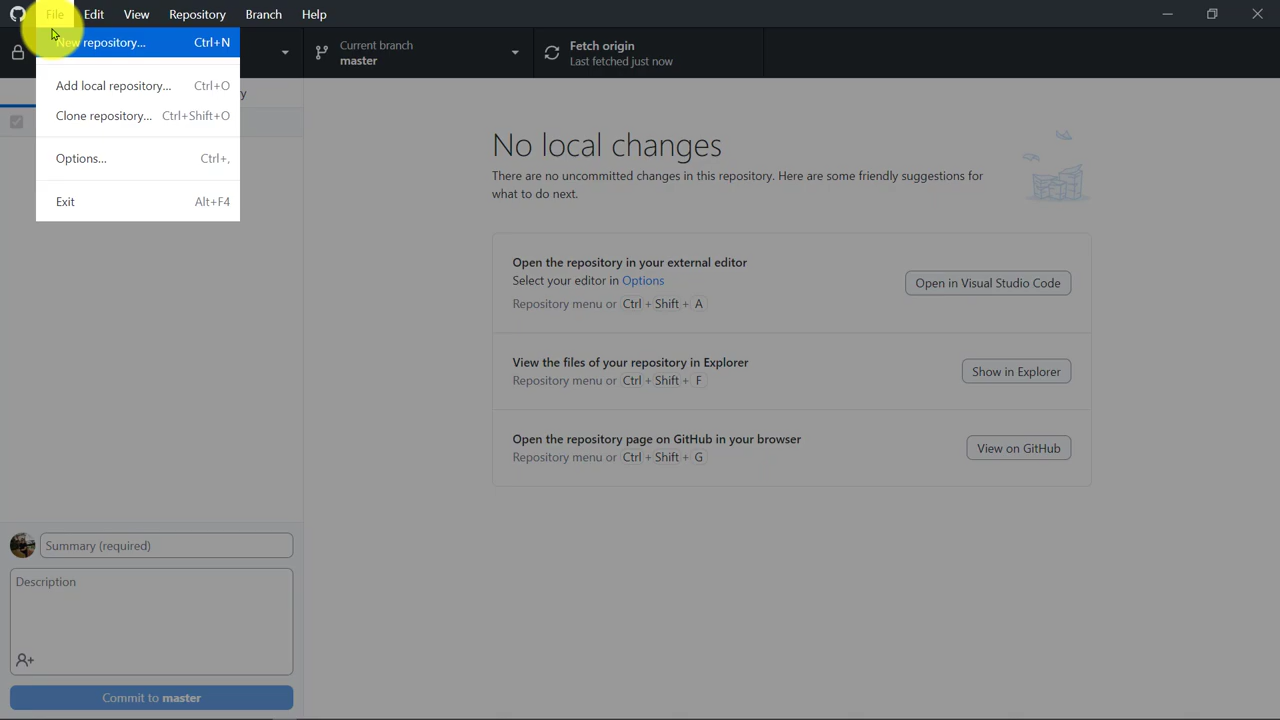 File Edit View Repository Branch Help
New repository... Ctrl+N
Add local repository... Ctrl+O
Clone repository... Ctrl+Shift+O
Options... Ctrl+,
Exit Alt+F4
Current branch
master
Fetch origin
Last fetched just now
y
No local changes
There are no uncommitted changes in this repository. Here are some friendly suggestions for
what to do next.
Open the repository in your external editor
Select your editor in Options
Repository menu or Ctrl + Shift + A
Open in Visual Studio Code
View the files of your repository in Explorer
Repository menu or Ctrl + Shift + F
Show in Explorer
Open the repository page on GitHub in your browser
Repository menu or Ctrl + Shift + G
View on GitHub
Summary (required)
Description
Commit to master